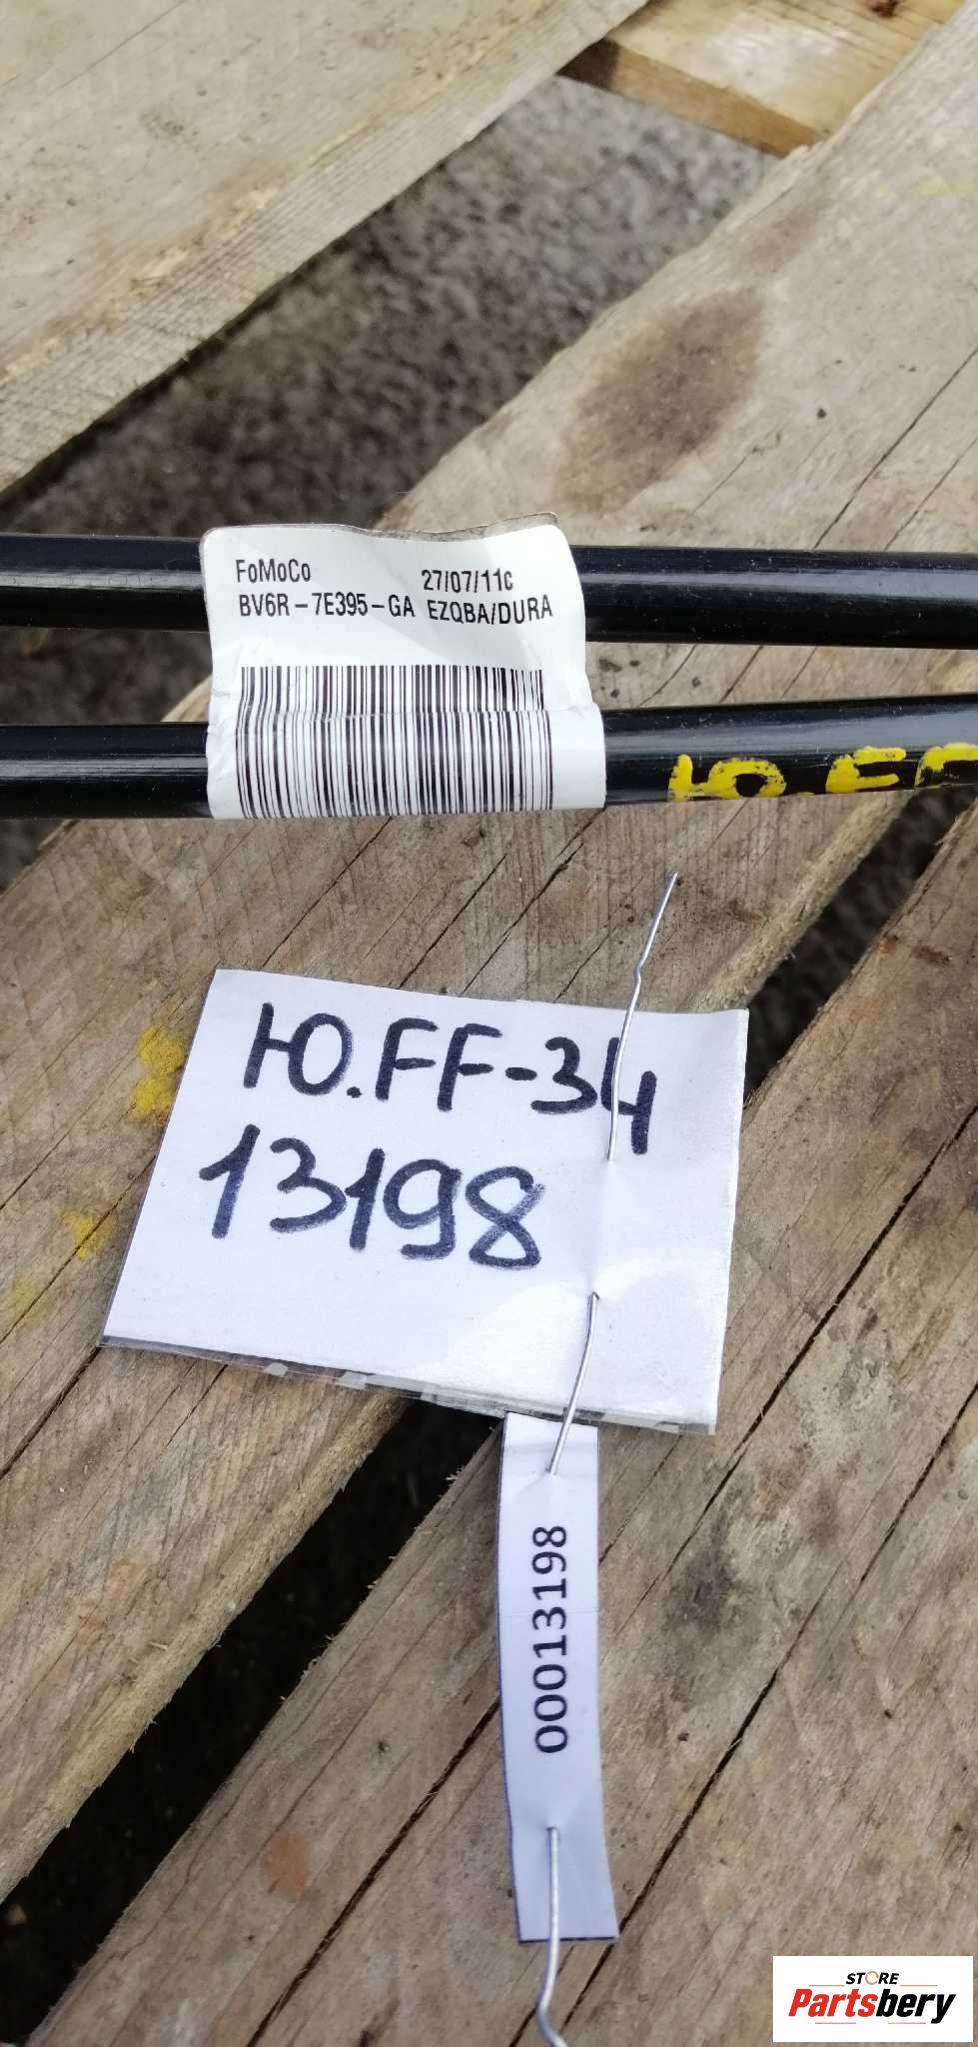 FoMoCo 27/07/11c
BV6R-7E395-GA EZQBA/DURA
Ю.F
Ю.FF-34
13198
00013198
STORE
Partsbery